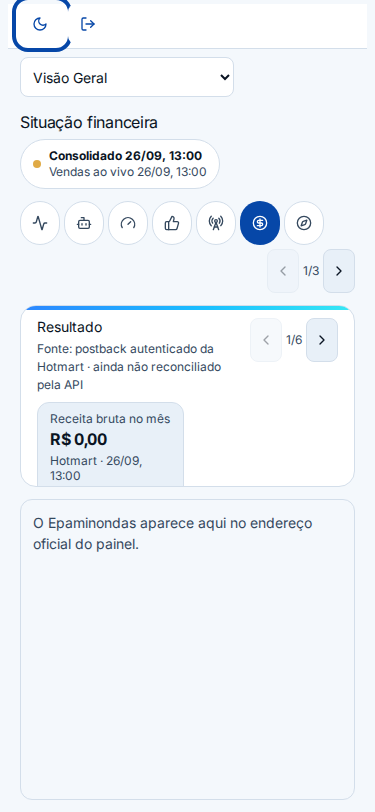 Visão Geral
Situação financeira
Consolidado 26/09, 13:00
Vendas ao vivo 26/09, 13:00
1/3
Resultado
1/6
Fonte: postback autenticado da
Hotmart · ainda não reconciliado
pela API
Receita bruta no mês
R$ 0,00
Hotmart · 26/09,
13:00
O Epaminondas aparece aqui no endereço
oficial do painel.